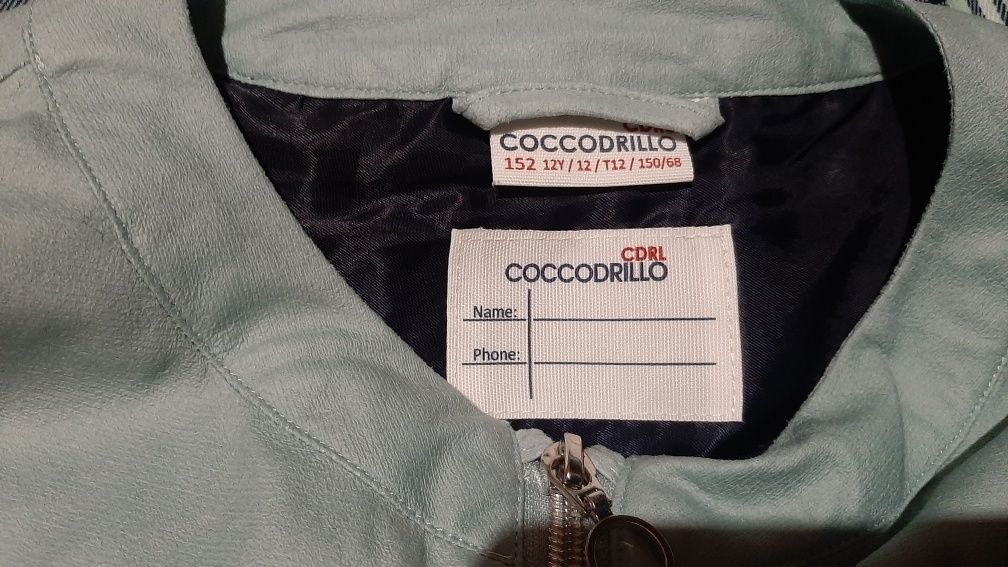 CDRL
COCCODRILLO
152 12Y / 12 / T12 / 150/68
CDRL
COCCODRILLO
Name:
Phone: